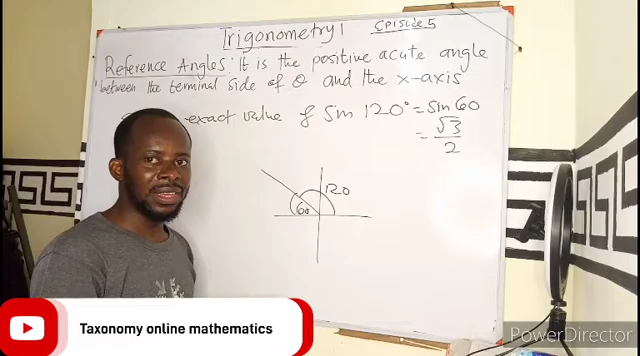 Trigonometry 1
Episode 5
Reference Angles: It is the positive acute angle
between the terminal side of θ and the x-axis
exact value of Sin 120° = Sin 60
= √3/2
120
60
Taxonomy online mathematics
PowerDirector